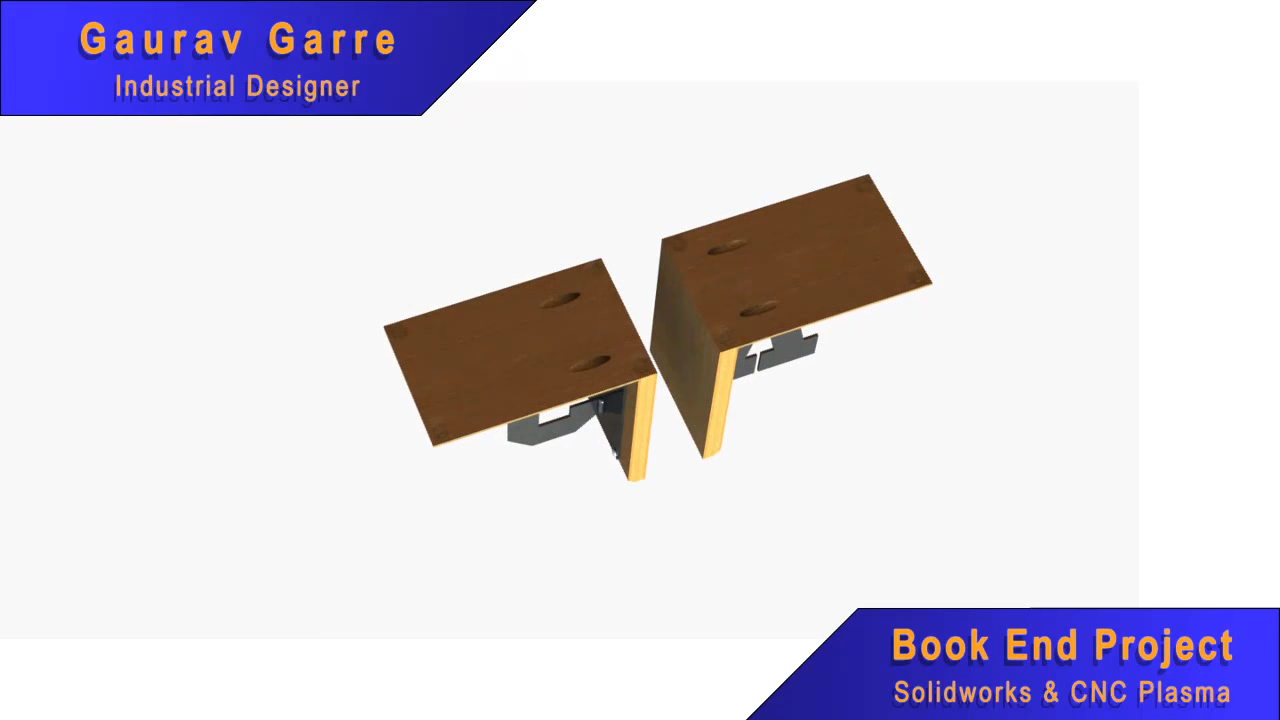 Gaurav Garre
Industrial Designer
Book End Project
Solidworks & CNC Plasma